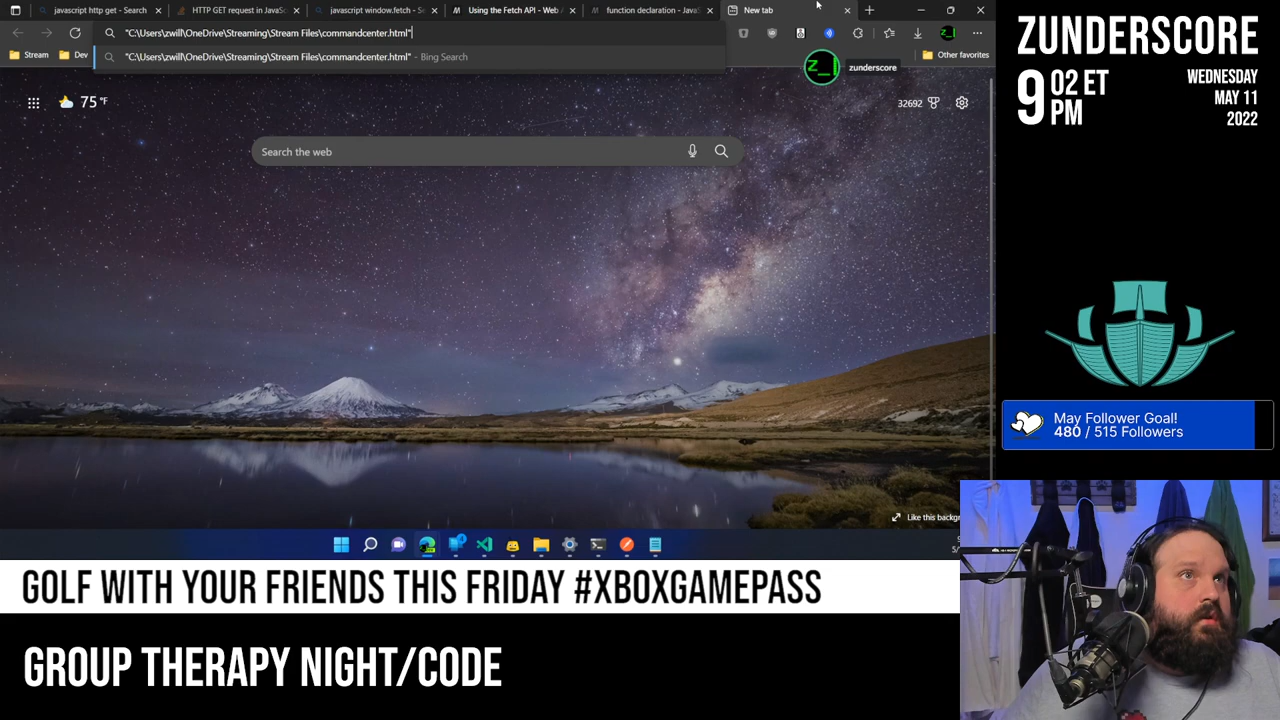 javascript http get - Search
HTTP GET request in JavaSc
javascript window.fetch - Se
Using the Fetch API - Web A
function declaration - JavaS
New tab
"C:\Users\zwill\OneDrive\Streaming\Stream Files\commandcenter.html"
Stream
Dev
"C:\Users\zwill\OneDrive\Streaming\Stream Files\commandcenter.html" - Bing Search
Other favorites
z_
zunderscore
75 °F
32692
Search the web
Like this backgr
ZUNDERSCORE
9 02 ET
PM
WEDNESDAY
MAY 11
2022
May Follower Goal!
480 / 515 Followers
GOLF WITH YOUR FRIENDS THIS FRIDAY #XBOXGAMEPASS
GROUP THERAPY NIGHT/CODE